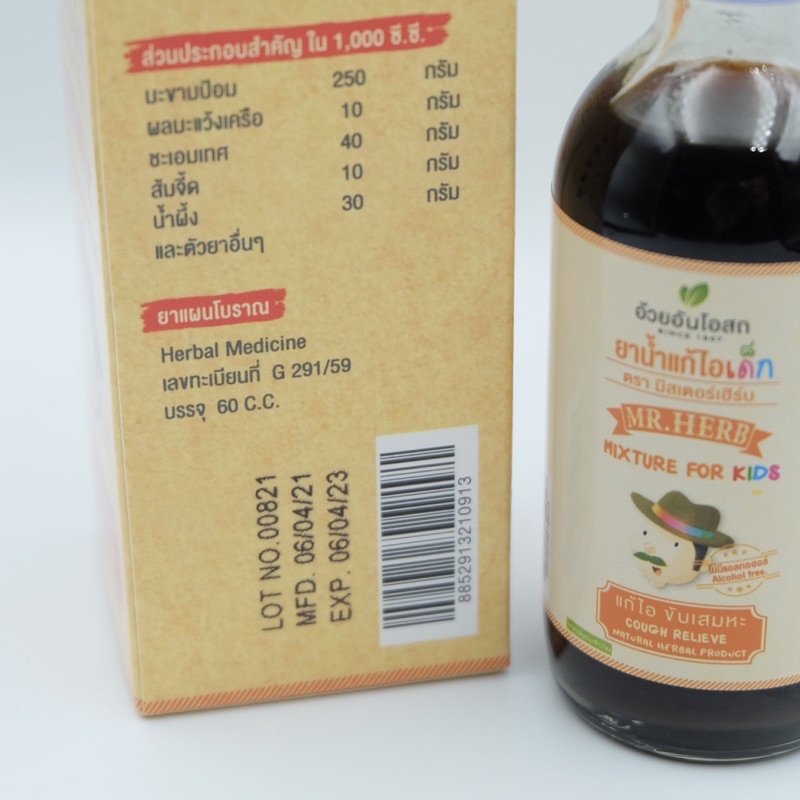 ส่วนประกอบสำคัญ ใน 1,000 ซี.ซี.
มะขามป้อม 250 กรัม
ผลมะแว้งเครือ 10 กรัม
ชะเอมเทศ 40 กรัม
ส้มจี๊ด 10 กรัม
น้ำผึ้ง 30 กรัม
และตัวยาอื่นๆ
ยาแผนโบราณ
Herbal Medicine
เลขทะเบียนที่ G 291/59
บรรจุ 60 C.C.
LOT NO.00821
MFD. 06/04/21
EXP. 06/04/23
8852913210913
อ้วยอันโอสถ
SINCE 1947
ยาน้ำแก้ไอเด็ก
ตรา มิสเตอร์เฮิร์บ
MR.HERB
MIXTURE FOR KIDS
ไม่มีแอลกอฮอล์
Alcohol free.
แก้ไอ ขับเสมหะ
COUGH RELIEVE
NATURAL HERBAL PRODUCT